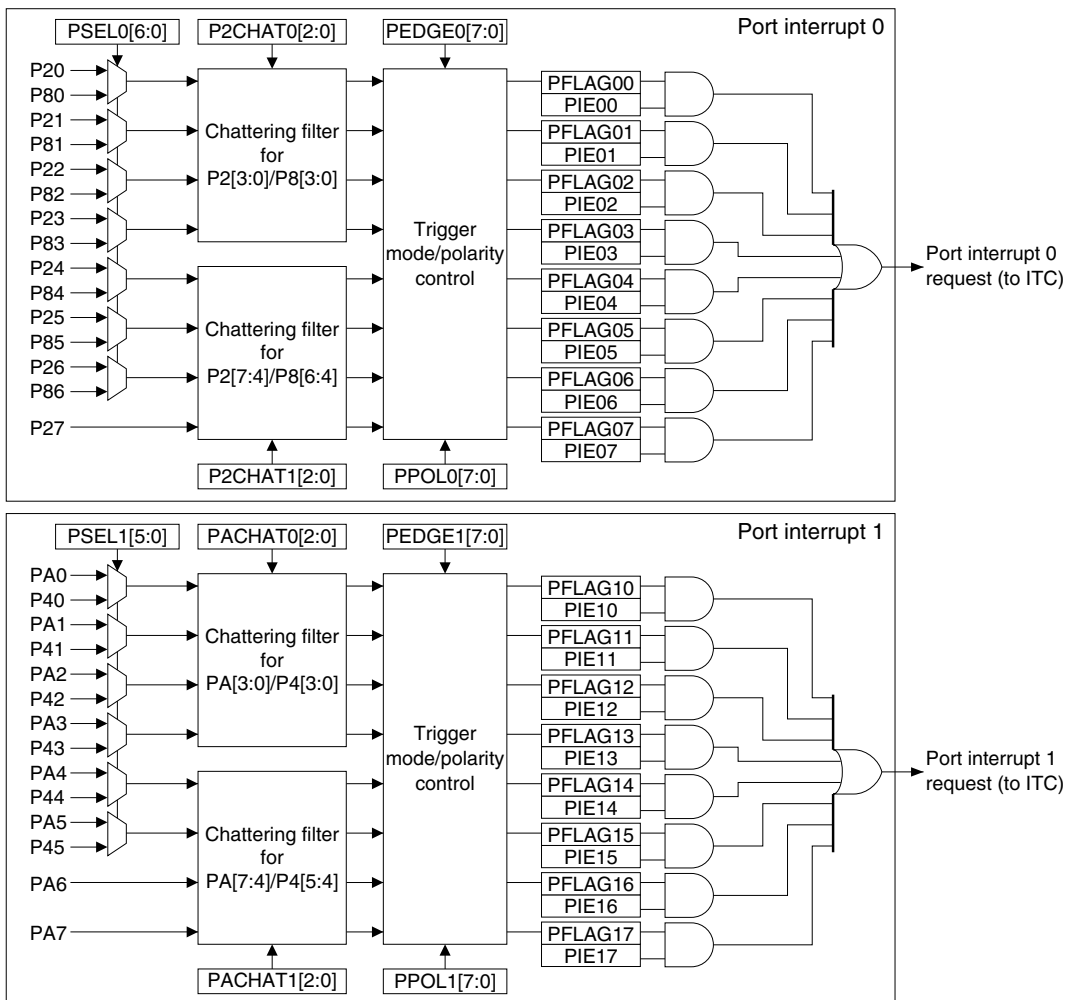 PSEL0[6:0]
P2CHAT0[2:0]
PEDGE0[7:0]
Port interrupt 0
P20
P80
P21
P81
P22
P82
P23
P83
P24
P84
P25
P85
P26
P86
P27
Chattering filter
for
P2[3:0]/P8[3:0]
Chattering filter
for
P2[7:4]/P8[6:4]
Trigger
mode/polarity
control
PFLAG00
PIE00
PFLAG01
PIE01
PFLAG02
PIE02
PFLAG03
PIE03
PFLAG04
PIE04
PFLAG05
PIE05
PFLAG06
PIE06
PFLAG07
PIE07
Port interrupt 0
request (to ITC)
P2CHAT1[2:0]
PPOL0[7:0]
PSEL1[5:0]
PACHAT0[2:0]
PEDGE1[7:0]
Port interrupt 1
PA0
P40
PA1
P41
PA2
P42
PA3
P43
PA4
P44
PA5
P45
PA6
PA7
Chattering filter
for
PA[3:0]/P4[3:0]
Chattering filter
for
PA[7:4]/P4[5:4]
Trigger
mode/polarity
control
PFLAG10
PIE10
PFLAG11
PIE11
PFLAG12
PIE12
PFLAG13
PIE13
PFLAG14
PIE14
PFLAG15
PIE15
PFLAG16
PIE16
PFLAG17
PIE17
Port interrupt 1
request (to ITC)
PACHAT1[2:0]
PPOL1[7:0]